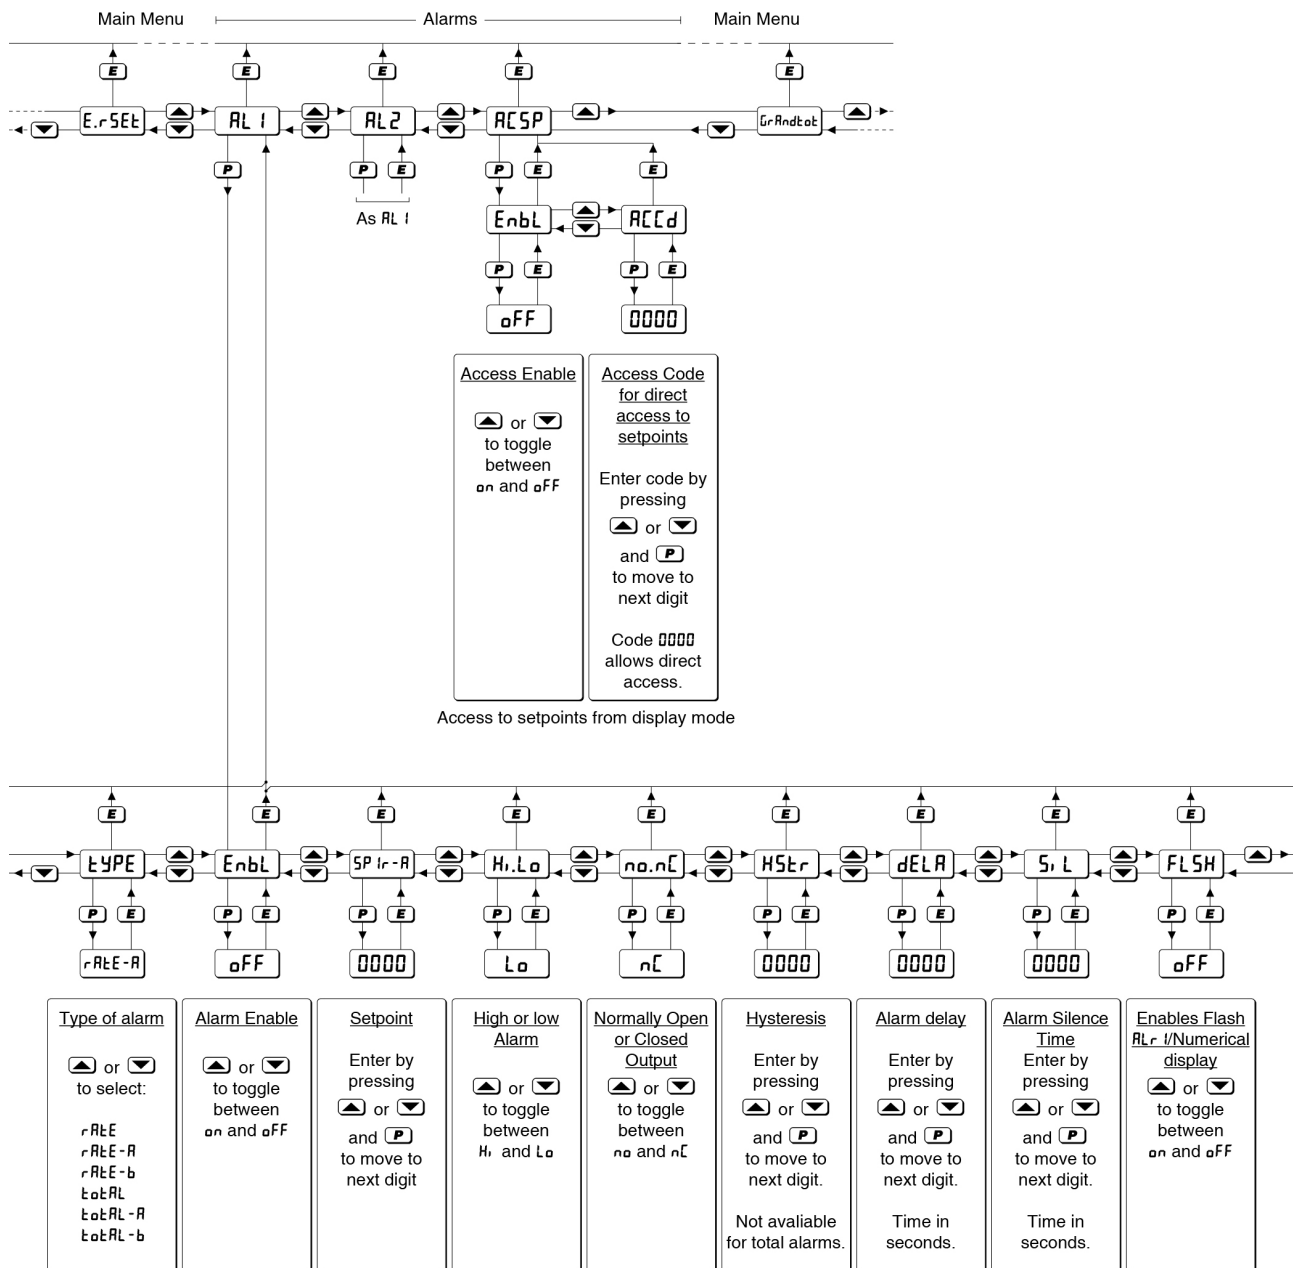 Main Menu Alarms Main Menu
E E E E E
E.rSEt AL1 AL2 ACSP GrAndtot
P P E P E E
As AL1
EnbL ACCd
P E P E
oFF 0000
Access Enable
or
to toggle
between
on and oFF
Access Code
for direct
access to
setpoints
Enter code by
pressing
or
and P
to move to
next digit
Code 0000
allows direct
access.
Access to setpoints from display mode
E E E E E E E E E
tYPE EnbL SP1r-A Hi.Lo no.nC HStr dELA SiL FLSH
P E P E P E P E P E P E P E P E P E
rAtE-A oFF 0000 Lo nC 0000 0000 0000 oFF
Type of alarm
or
to select:
rAtE
rAtE-A
rAtE-b
totAL
totAL-A
totAL-b
Alarm Enable
or
to toggle
between
on and oFF
Setpoint
Enter by
pressing
or
and P
to move to
next digit
High or low
Alarm
or
to toggle
between
Hi and Lo
Normally Open
or Closed
Output
or
to toggle
between
no and nC
Hysteresis
Enter by
pressing
or
and P
to move to
next digit.
Not avaliable
for total alarms.
Alarm delay
Enter by
pressing
or
and P
to move to
next digit.
Time in
seconds.
Alarm Silence
Time
Enter by
pressing
or
and P
to move to
next digit.
Time in
seconds.
Enables Flash
ALr1/Numerical
display
or
to toggle
between
on and oFF